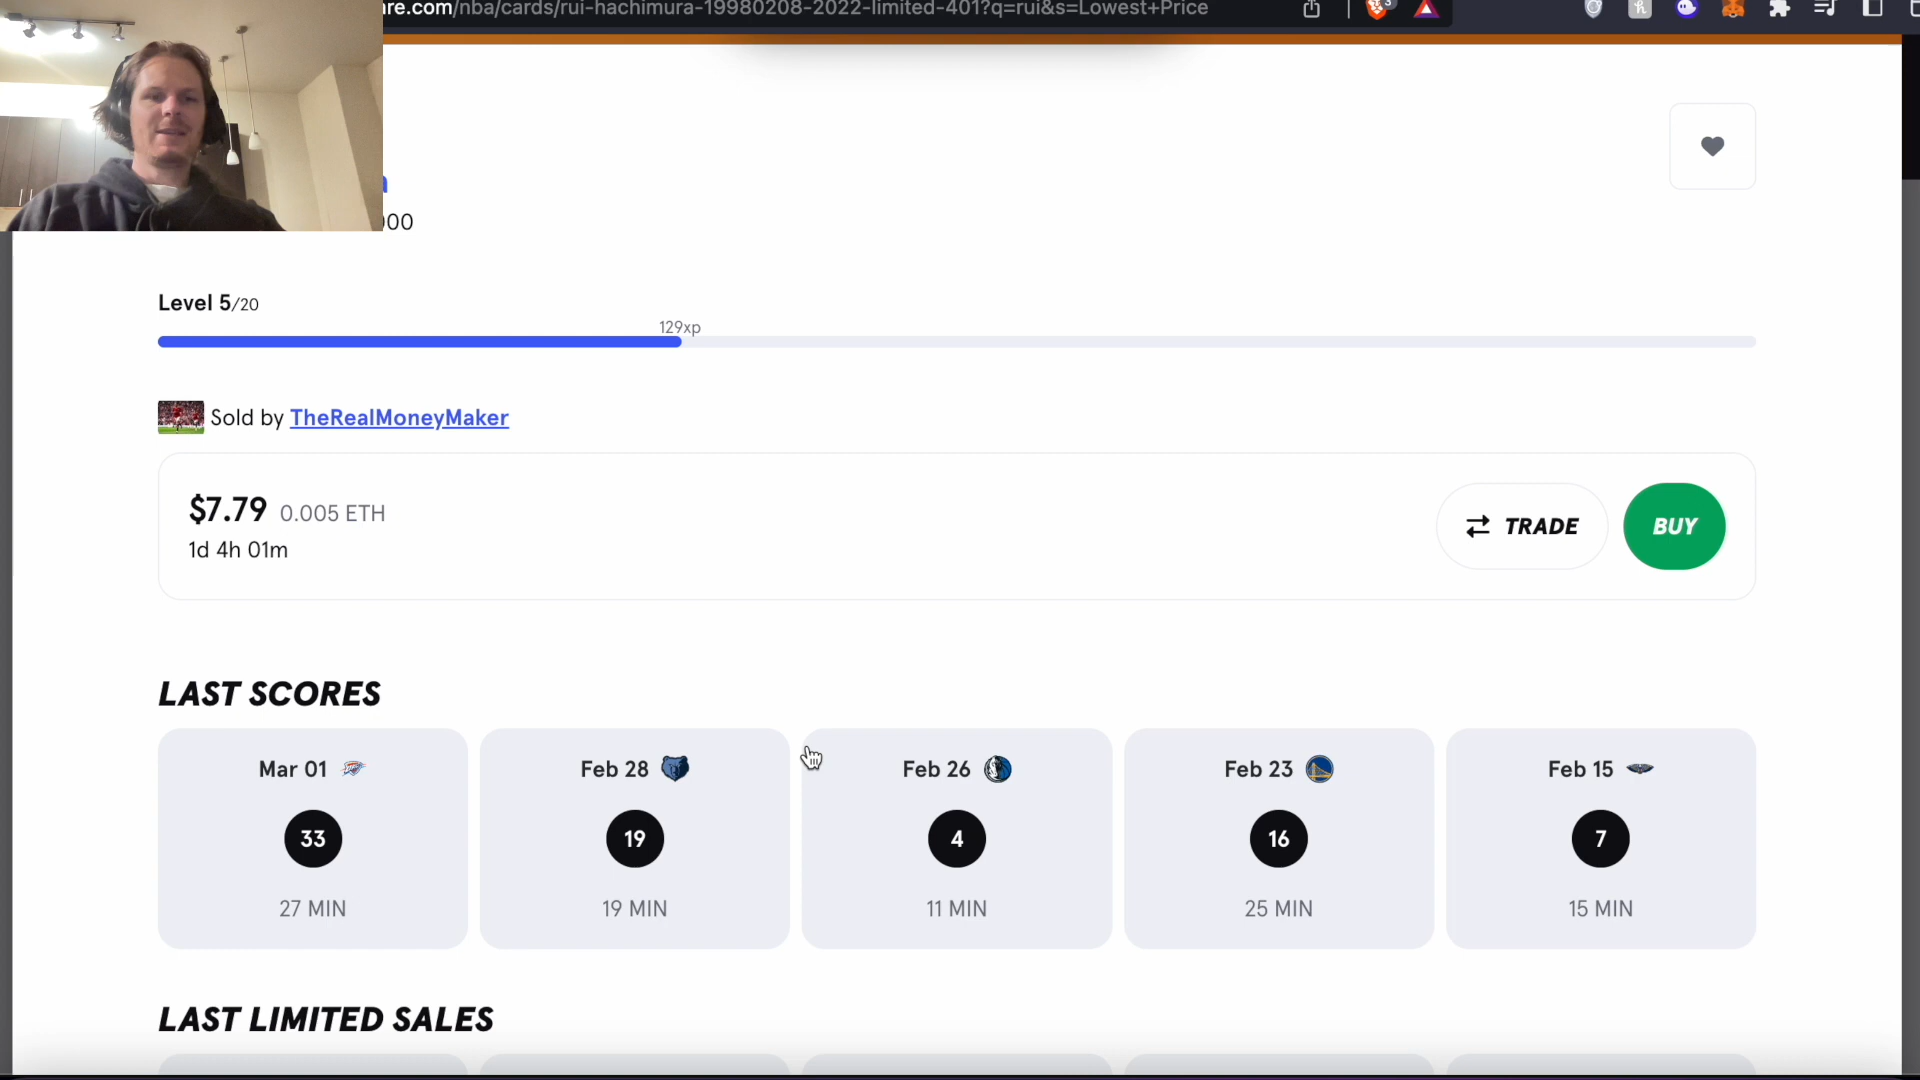 re.com/nba/cards/rui-hachimura-19980208-2022-limited-401?q=rui&s=Lowest+Price
3
a
000
Level 5/20
129xp
Sold by TheRealMoneyMaker
$7.79 0.005 ETH
1d 4h 01m
TRADE
BUY
LAST SCORES
Mar 01
Feb 28
Feb 26
Feb 23
Feb 15
33
19
4
16
7
27 MIN
19 MIN
11 MIN
25 MIN
15 MIN
LAST LIMITED SALES